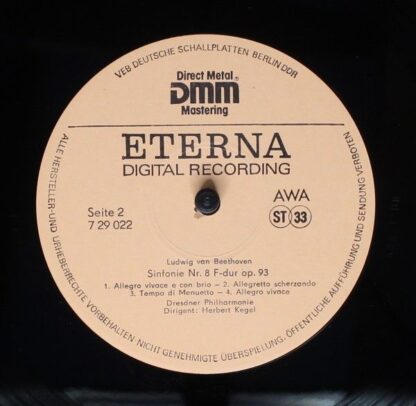 VEB DEUTSCHE SCHALLPLATTEN BERLIN DDR
Direct Metal
DMM®
Mastering
ETERNA
DIGITAL RECORDING
AWA
Seite 2
ST 33
7 29 022
Ludwig van Beethoven
Sinfonie Nr. 8 F-dur op. 93
1. Allegro vivace e con brio – 2. Allegretto scherzando
3. Tempo di Menuetto – 4. Allegro vivace
Dresdner Philharmonie
Dirigent: Herbert Kegel
ALLE HERSTELLER-UND URHEBERRECHTE VORBEHALTEN NICHT GENEHMIGTE ÜBERSPIELUNG, ÖFFENTLICHE AUFFÜHRUNG UND SENDUNG VERBOTEN